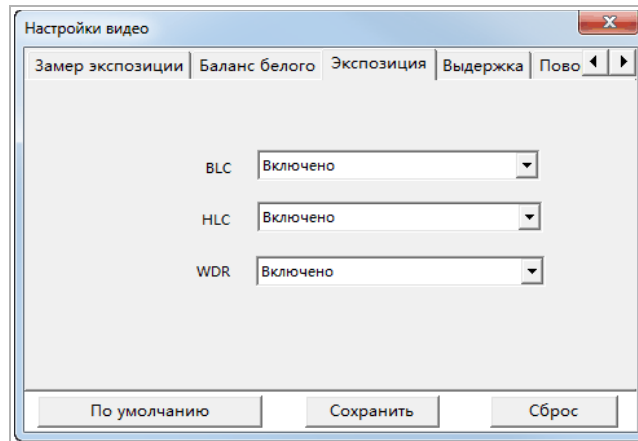 Настройки видео
Замер экспозиции Баланс белого Экспозиция Выдержка Пово
BLC Включено
HLC Включено
WDR Включено
По умолчанию Сохранить Сброс